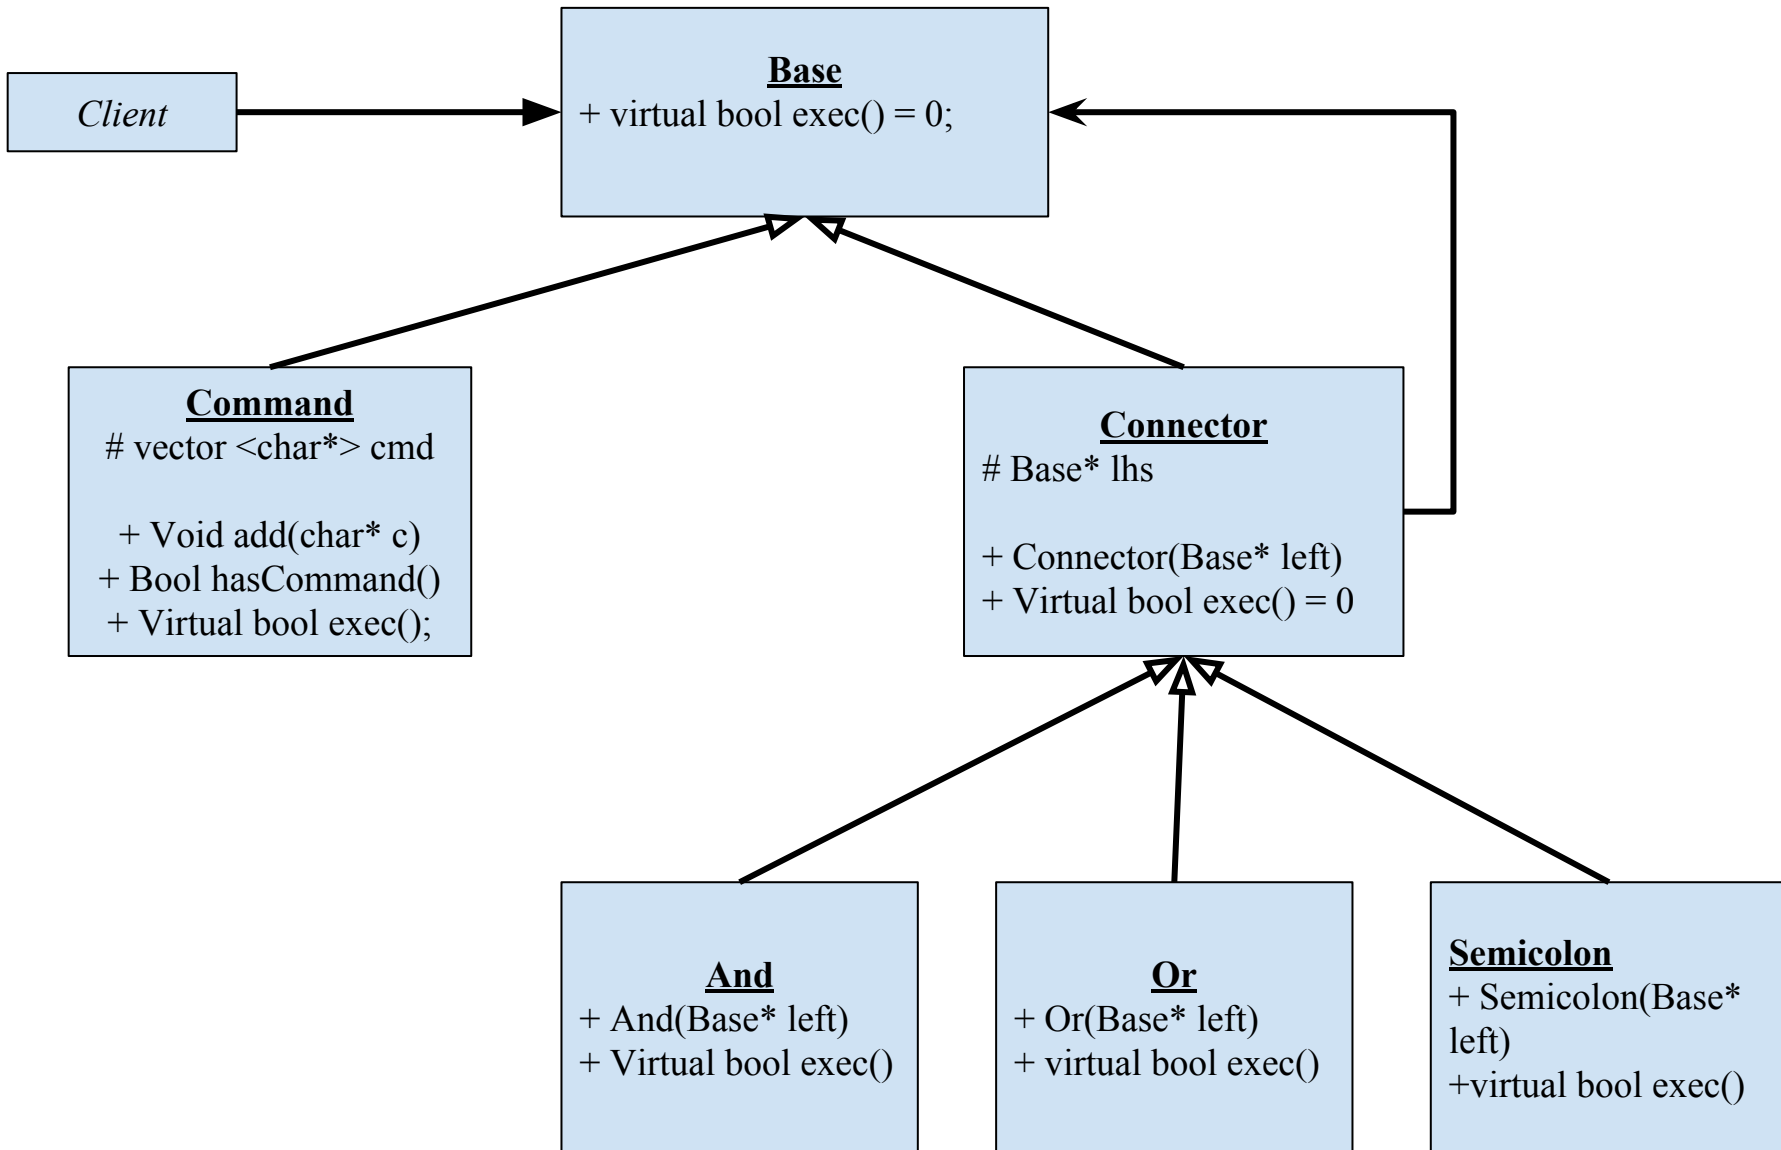 Base
+ virtual bool exec() = 0;
Client
Command
# vector <char*> cmd
+ Void add(char* c)
+ Bool hasCommand()
+ Virtual bool exec();
Connector
# Base* lhs
+ Connector(Base* left)
+ Virtual bool exec() = 0
And
+ And(Base* left)
+ Virtual bool exec()
Or
+ Or(Base* left)
+ virtual bool exec()
Semicolon
+ Semicolon(Base*
left)
+virtual bool exec()